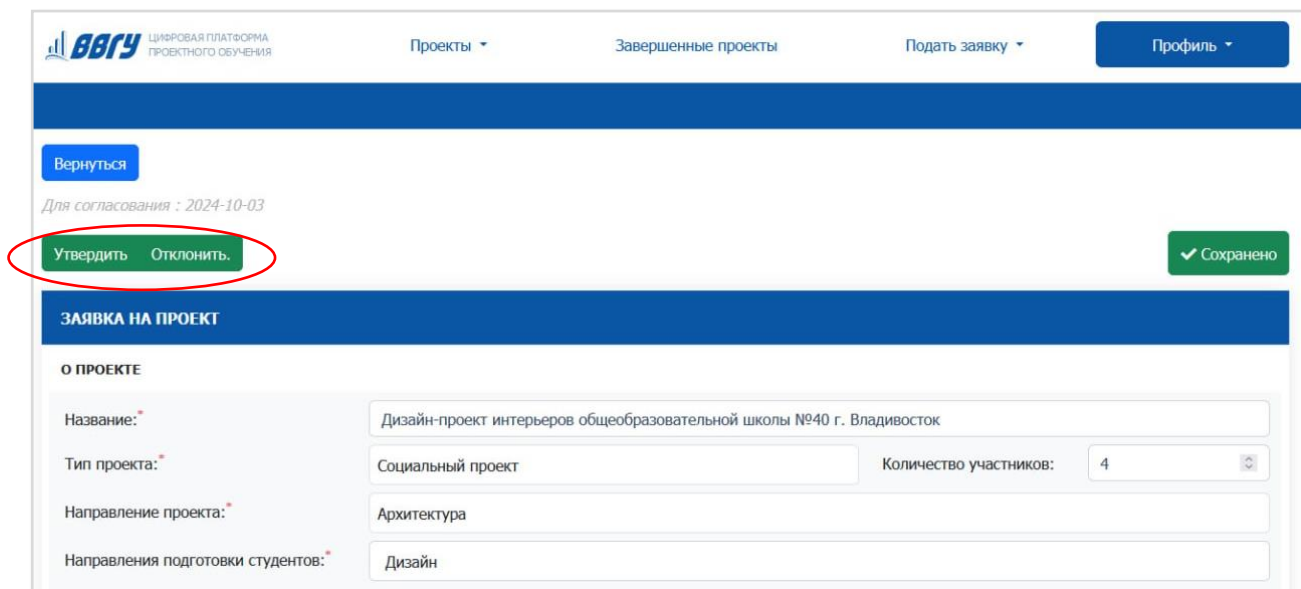 ВВГУ ЦИФРОВАЯ ПЛАТФОРМА
ПРОЕКТНОГО ОБУЧЕНИЯ
Проекты Завершенные проекты Подать заявку Профиль
Вернуться
Для согласования : 2024-10-03
Утвердить Отклонить. Сохранено
ЗАЯВКА НА ПРОЕКТ
О ПРОЕКТЕ
Название:* Дизайн-проект интерьеров общеобразовательной школы №40 г. Владивосток
Тип проекта:* Социальный проект Количество участников: 4
Направление проекта:* Архитектура
Направления подготовки студентов:* Дизайн